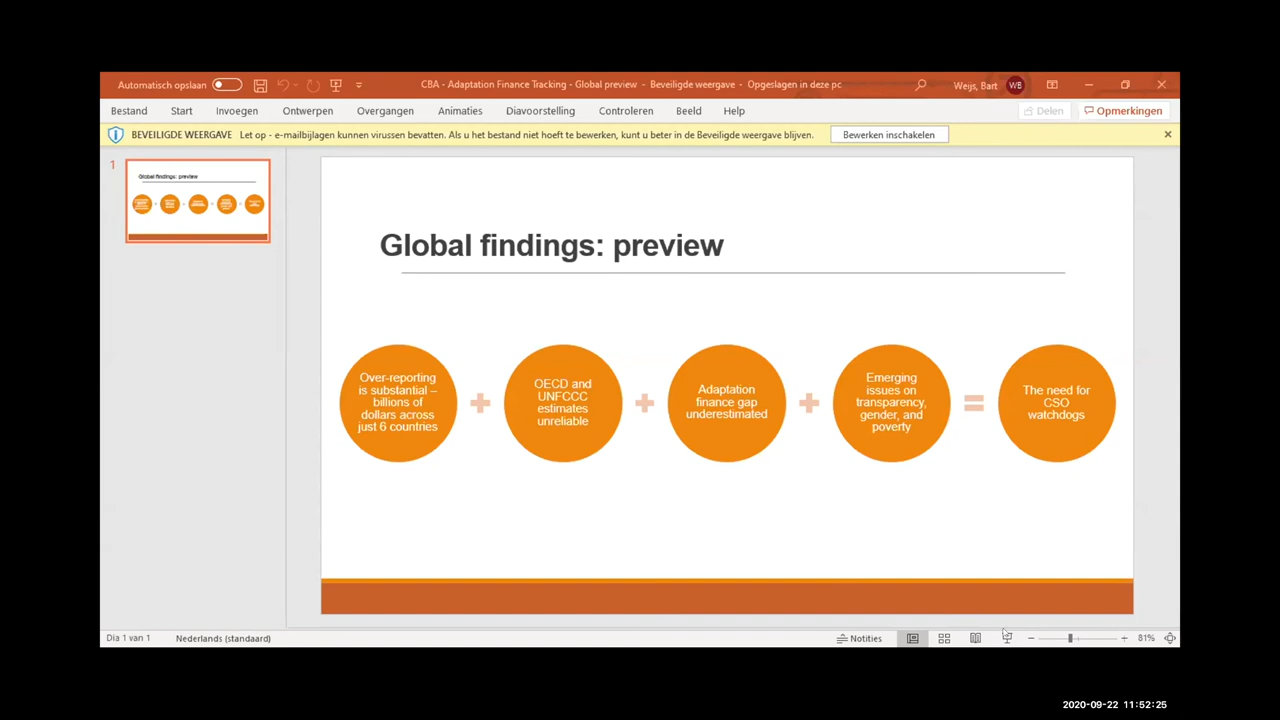 Automatisch opslaan
CBA - Adaptation Finance Tracking - Global preview - Beveiligde weergave - Opgeslagen in deze pc
Weijs, Bart WB
Bestand Start Invoegen Ontwerpen Overgangen Animaties Diavoorstelling Controleren Beeld Help
Delen Opmerkingen
BEVEILIGDE WEERGAVE Let op - e-mailbijlagen kunnen virussen bevatten. Als u het bestand niet hoeft te bewerken, kunt u beter in de Beveiligde weergave blijven. Bewerken inschakelen
1
Global findings: preview
Global findings: preview
Over-reporting
is substantial –
billions of
dollars across
just 6 countries
OECD and
UNFCCC
estimates
unreliable
Adaptation
finance gap
underestimated
Emerging
issues on
transparency,
gender, and
poverty
The need for
CSO
watchdogs
Dia 1 van 1 Nederlands (standaard) Notities 81%
2020-09-22 11:52:25